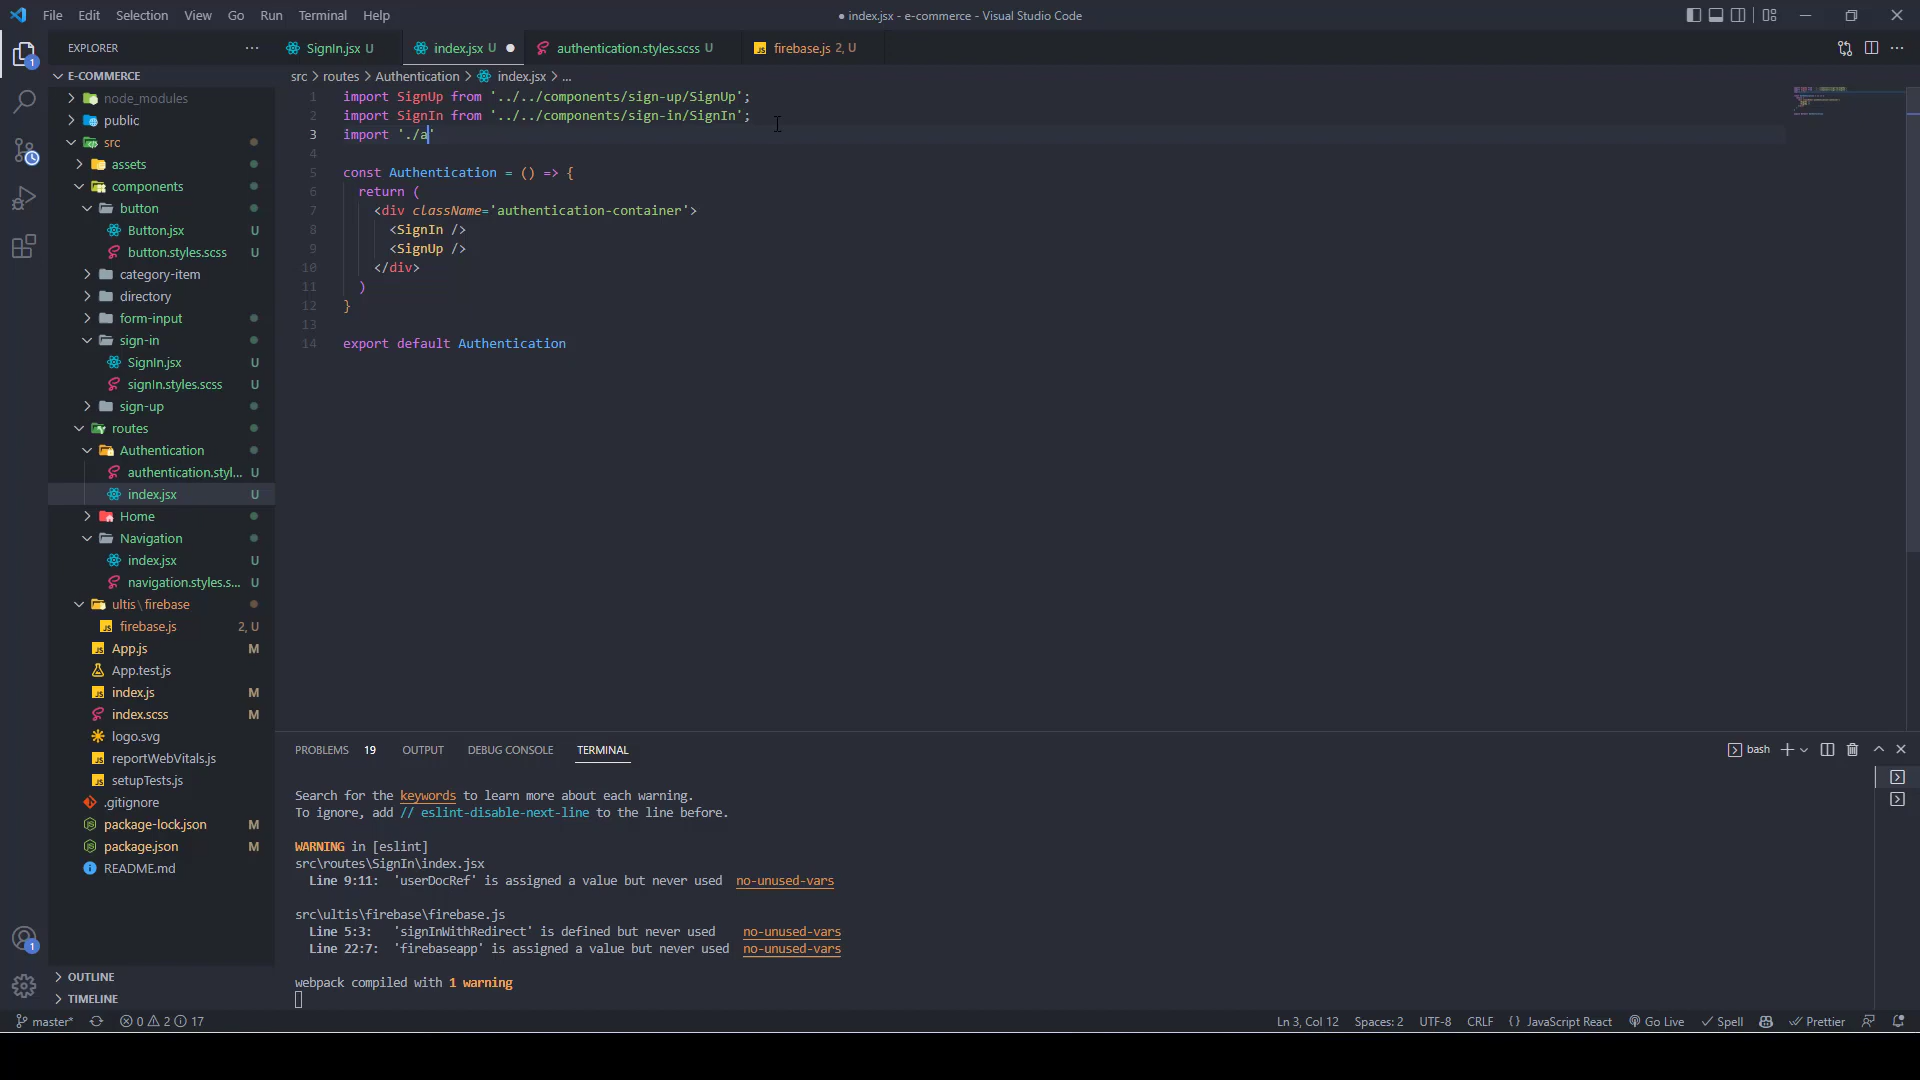 File Edit Selection View Go Run Terminal Help
● index.jsx - e-commerce - Visual Studio Code
EXPLORER
SignIn.jsx U
index.jsx U
authentication.styles.scss U
firebase.js 2, U
src > routes > Authentication > index.jsx > ...
E-COMMERCE
node_modules
public
src
assets
components
button
Button.jsx U
button.styles.scss U
category-item
directory
form-input
sign-in
SignIn.jsx U
signIn.styles.scss U
sign-up
routes
Authentication
authentication.styl... U
index.jsx U
Home
Navigation
index.jsx U
navigation.styles.s... U
ultis\firebase
firebase.js 2, U
App.js M
App.test.js
index.js M
index.scss M
logo.svg
reportWebVitals.js
setupTests.js
.gitignore
package-lock.json M
package.json M
README.md
OUTLINE
TIMELINE
1 import SignUp from '../../components/sign-up/SignUp';
2 import SignIn from '../../components/sign-in/SignIn';
3 import './a'
4
5 const Authentication = () => {
6 return (
7 <div className='authentication-container'>
8 <SignIn />
9 <SignUp />
10 </div>
11 )
12 }
13
14 export default Authentication
PROBLEMS 19 OUTPUT DEBUG CONSOLE TERMINAL
bash
Search for the keywords to learn more about each warning.
To ignore, add // eslint-disable-next-line to the line before.
WARNING in [eslint]
src\routes\SignIn\index.jsx
Line 9:11: 'userDocRef' is assigned a value but never used no-unused-vars
src\ultis\firebase\firebase.js
Line 5:3: 'signInWithRedirect' is defined but never used no-unused-vars
Line 22:7: 'firebaseapp' is assigned a value but never used no-unused-vars
webpack compiled with 1 warning
1
1
master* 0 2 17
Ln 3, Col 12 Spaces: 2 UTF-8 CRLF {} JavaScript React Go Live Spell Prettier